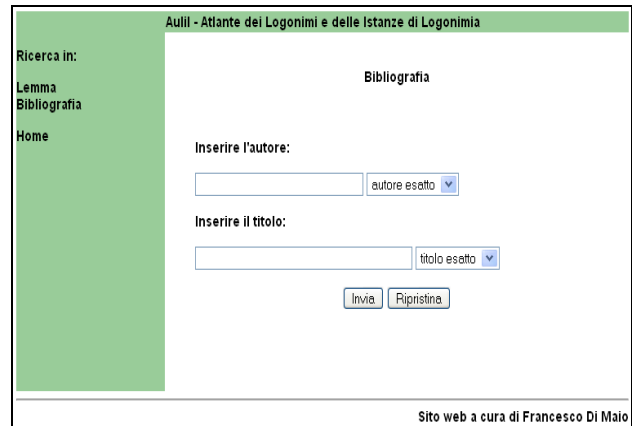 Aulil - Atlante dei Logonimi e delle Istanze di Logonimia
Ricerca in:
Lemma
Bibliografia
Home
Bibliografia
Inserire l'autore:
autore esatto
Inserire il titolo:
titolo esatto
Invia Ripristina
Sito web a cura di Francesco Di Maio